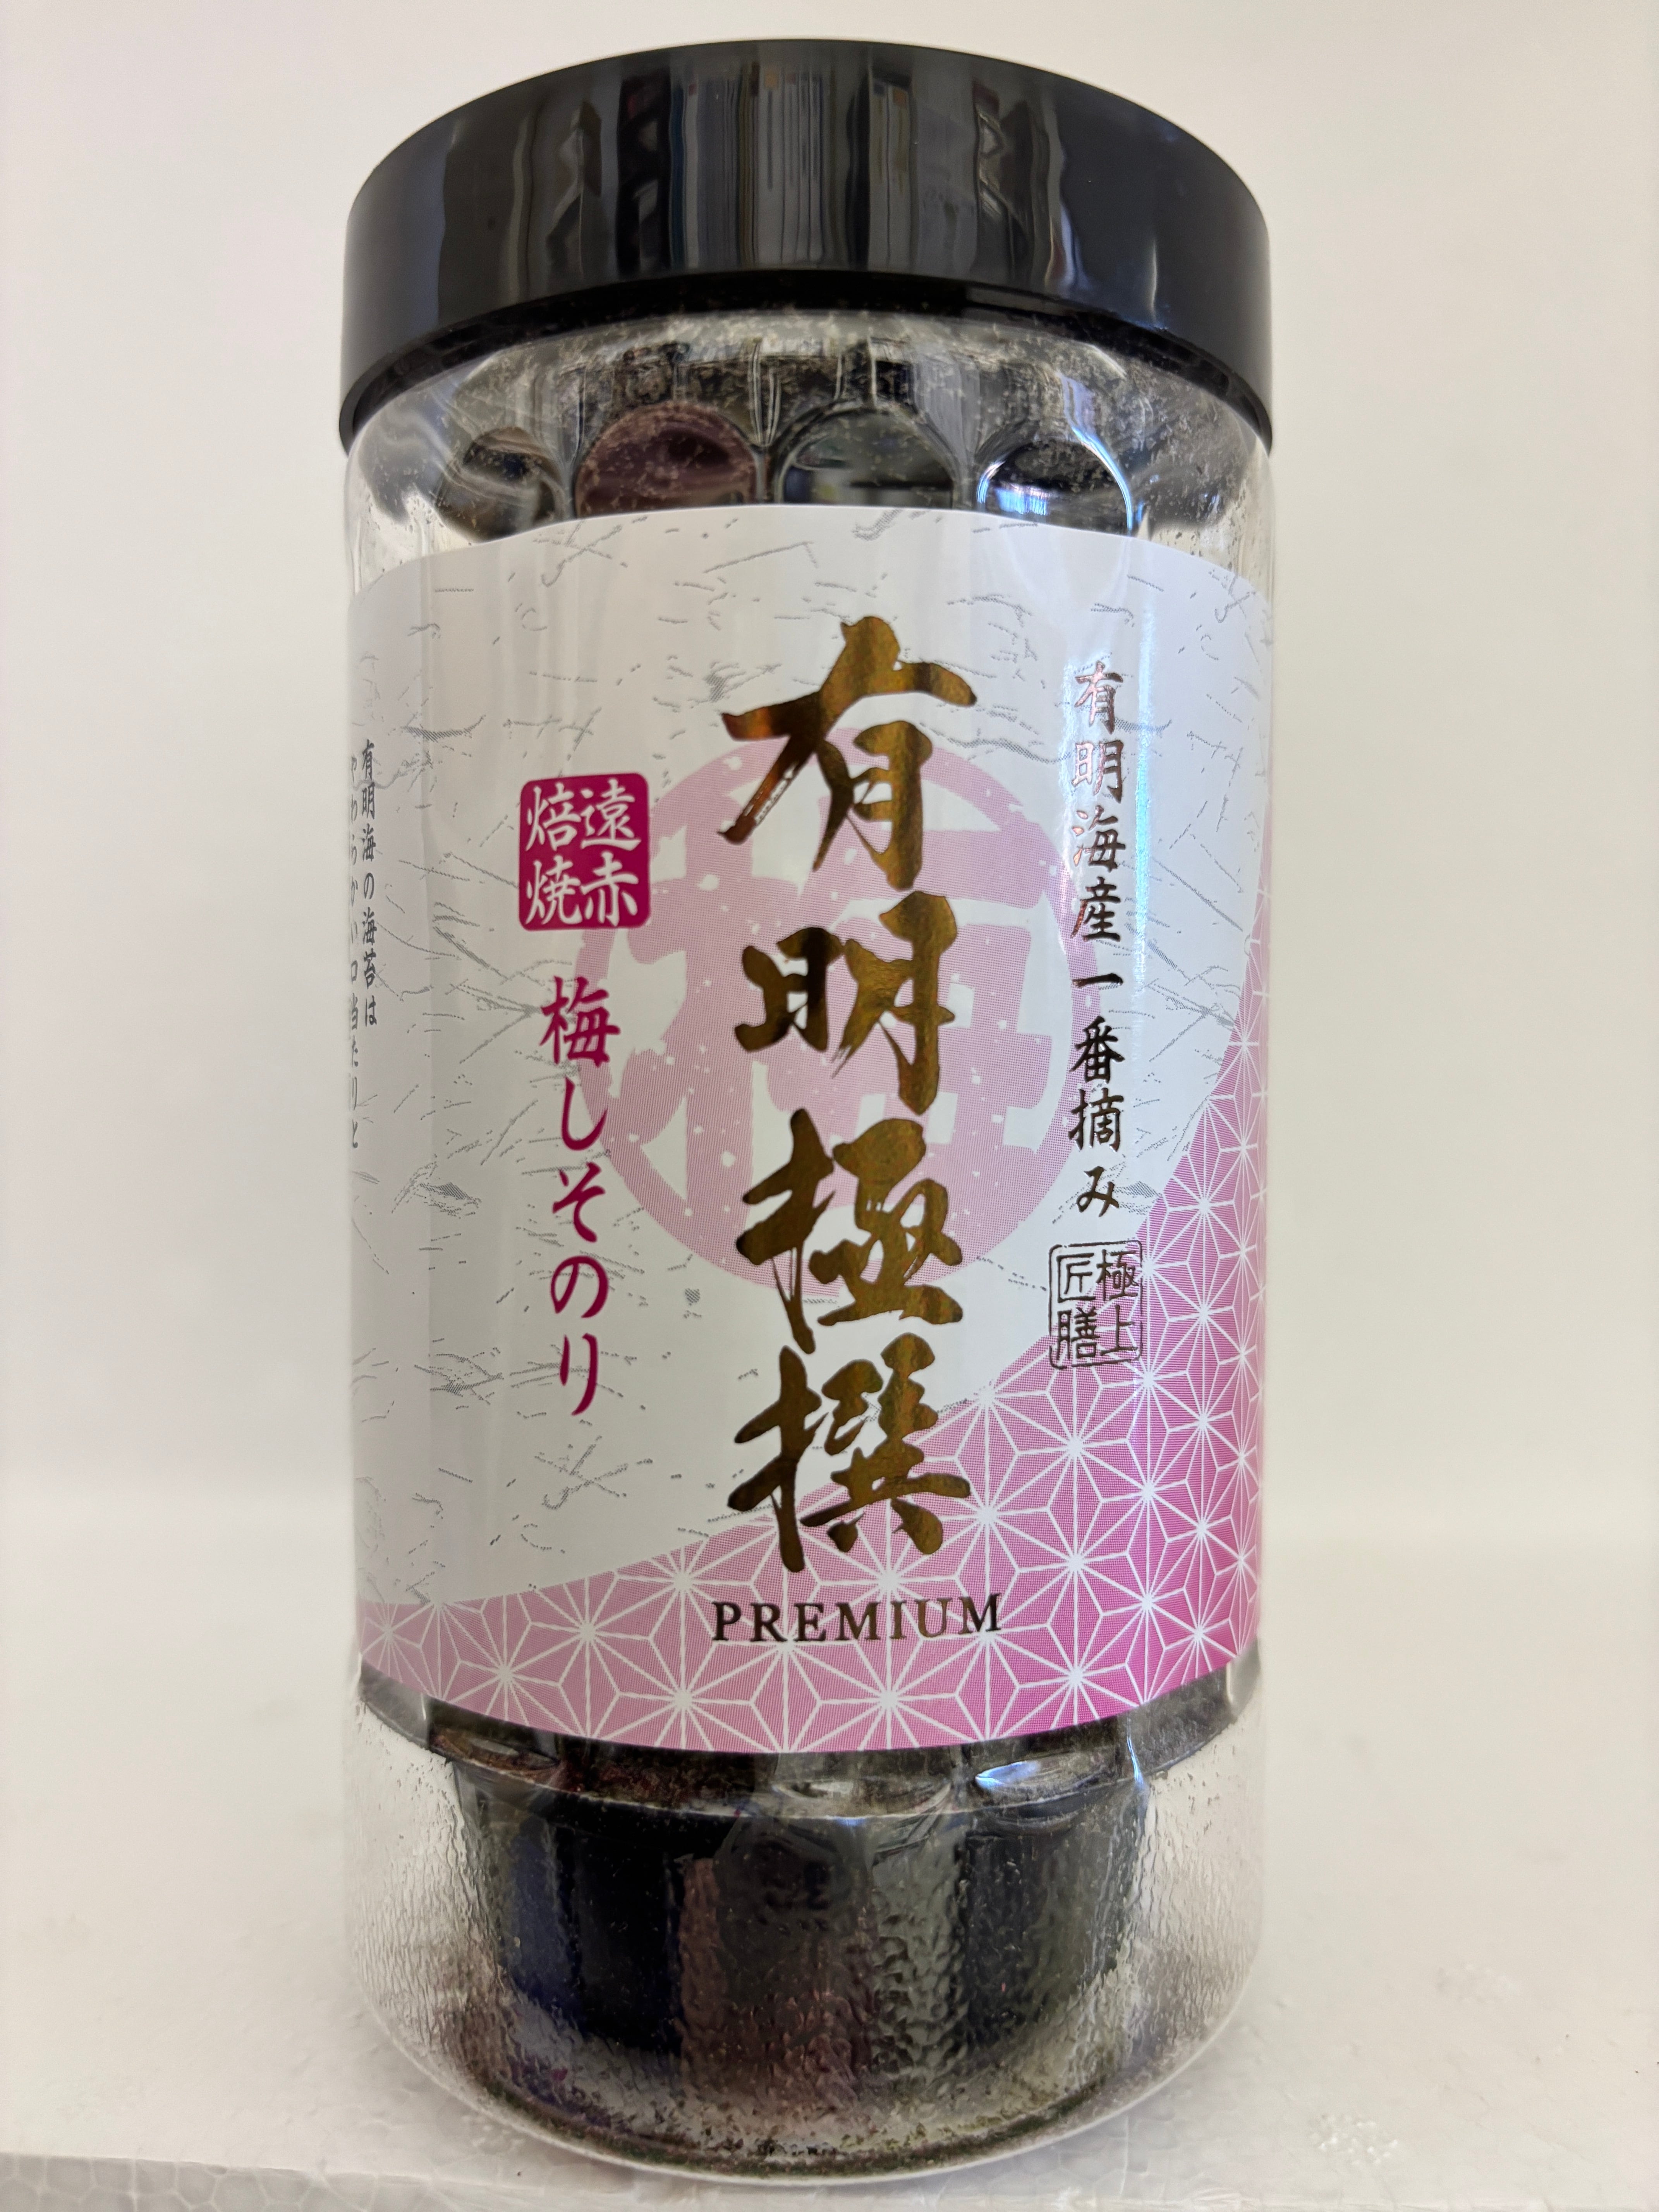 有明海産一番摘み
極上
匠膳
有明極撰
PREMIUM
遠赤
焙焼
梅しそのり
梅
有明海の海苔は
やわらかい口当たりと